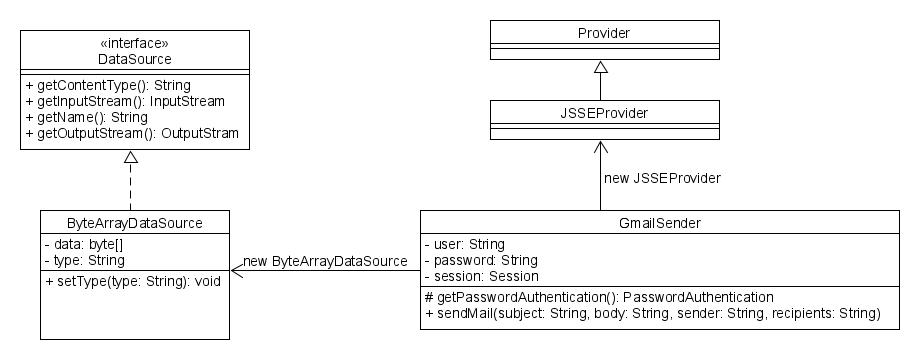 «interface»
DataSource
+ getContentType(): String
+ getInputStream(): InputStream
+ getName(): String
+ getOutputStream(): OutputStram
Provider
JSSEProvider
new JSSEProvider
ByteArrayDataSource
- data: byte[]
- type: String
+ setType(type: String): void
new ByteArrayDataSource
GmailSender
- user: String
- password: String
- session: Session
# getPasswordAuthentication(): PasswordAuthentication
+ sendMail(subject: String, body: String, sender: String, recipients: String)